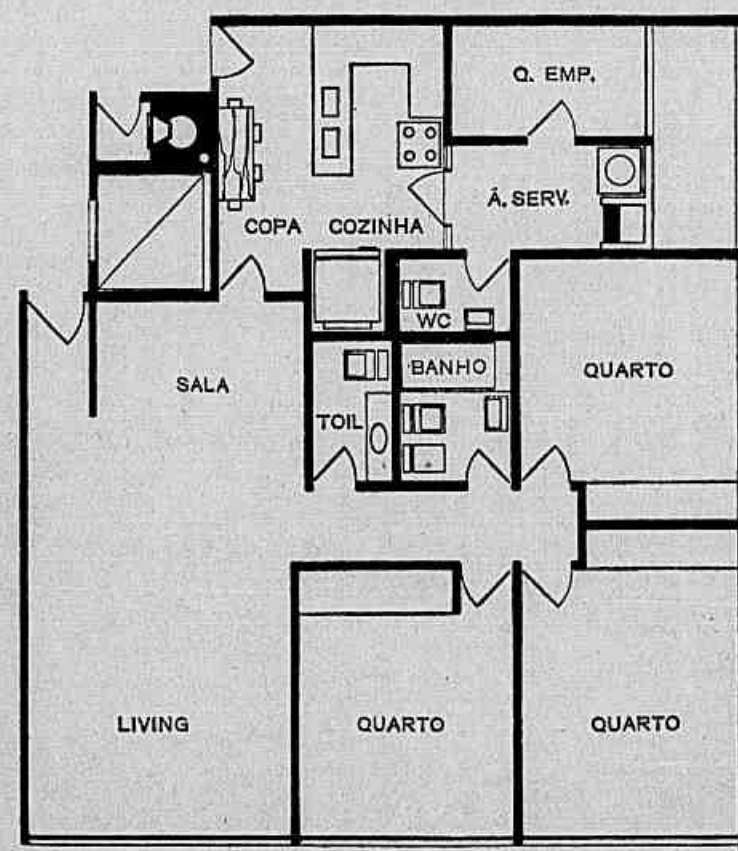 Q. EMP.
Â. SERV.
COPA
COZINHA
WC
BANHO
QUARTO
SALA
TOIL
LIVING
QUARTO
QUARTO